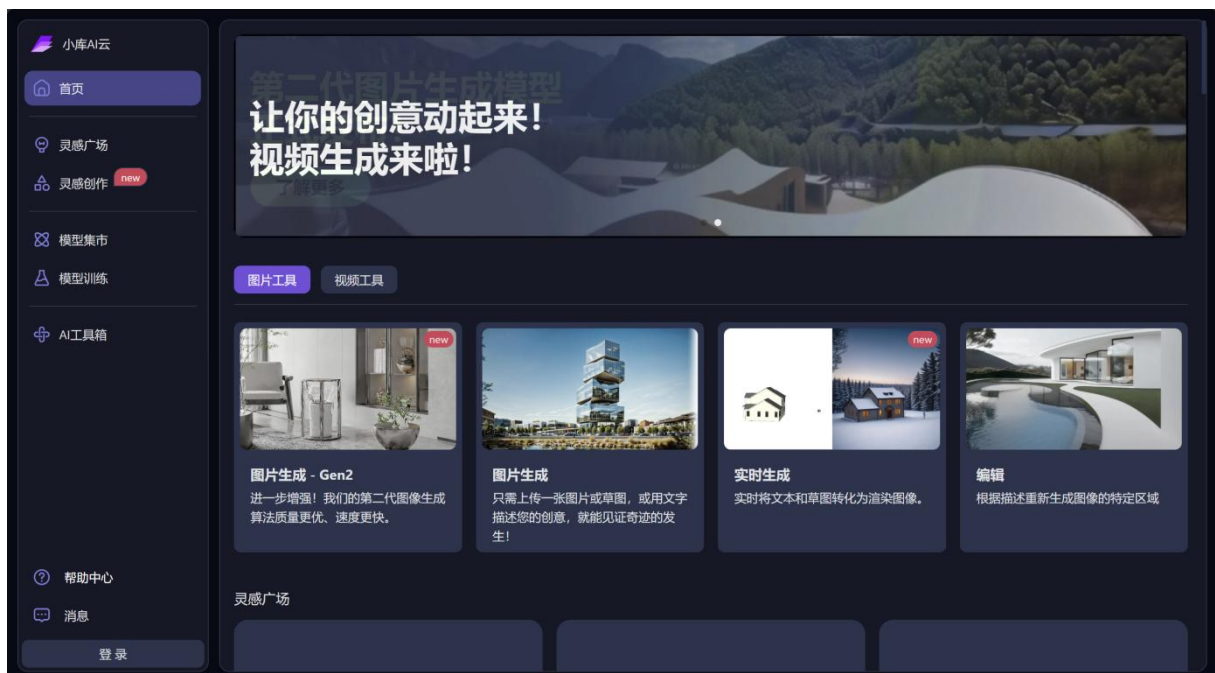 小库AI云
首页
灵感广场
灵感创作 new
模型集市
模型训练
AI工具箱
帮助中心
消息
登录
第二代图片生成模型
让你的创意动起来！
视频生成来啦！
了解更多
图片工具
视频工具
new
图片生成 - Gen2
进一步增强！我们的第二代图像生成
算法质量更优、速度更快。
图片生成
只需上传一张图片或草图，或用文字
描述您的创意，就能见证奇迹的发
生！
new
实时生成
实时将文本和草图转化为渲染图像。
编辑
根据描述重新生成图像的特定区域
灵感广场